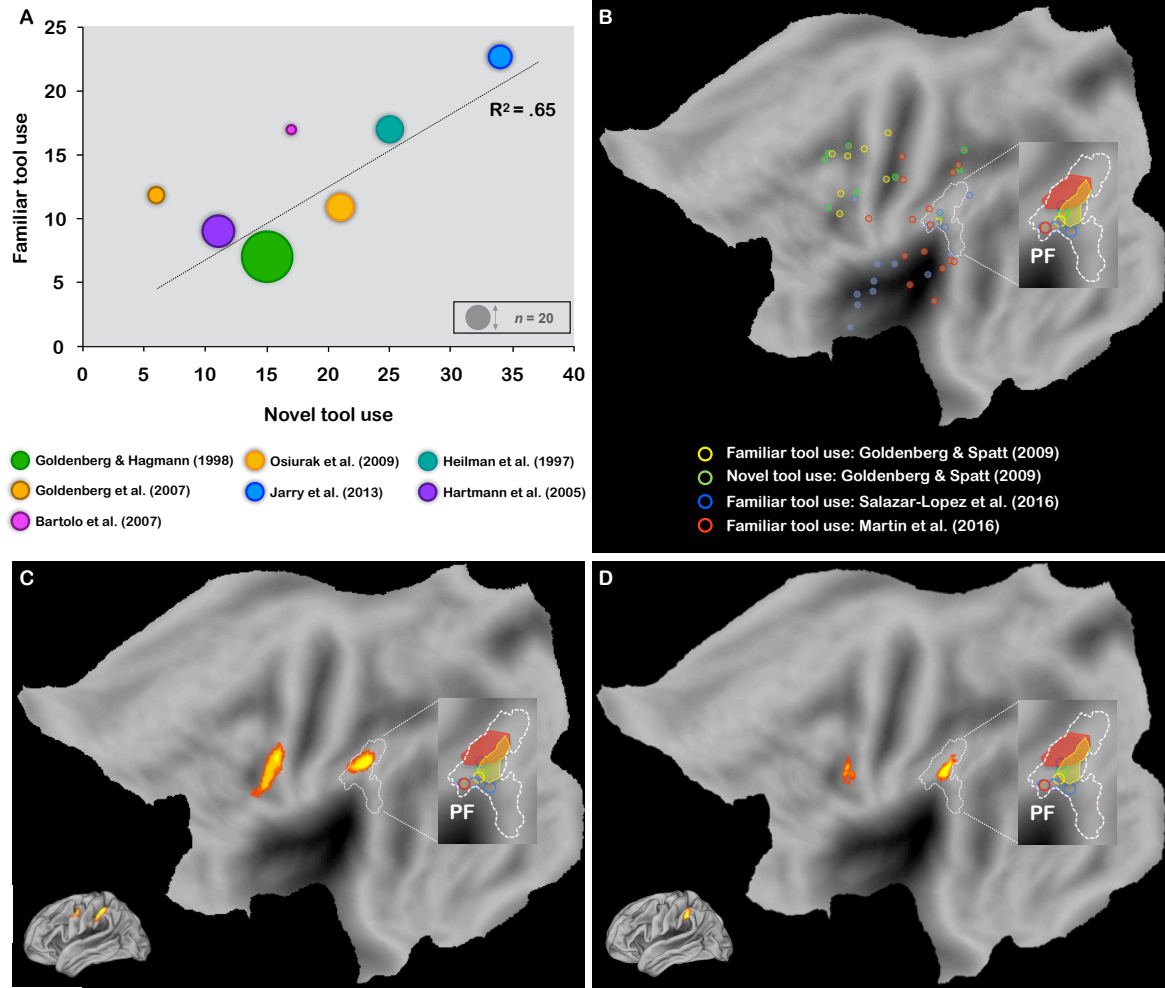 A
25
20
15
10
5
0
0
5
10
15
20
25
30
35
40
Familiar tool use
Novel tool use
R² = .65
n = 20
Goldenberg & Hagmann (1998)
Osiurak et al. (2009)
Heilman et al. (1997)
Goldenberg et al. (2007)
Jarry et al. (2013)
Hartmann et al. (2005)
Bartolo et al. (2007)
B
PF
Familiar tool use: Goldenberg & Spatt (2009)
Novel tool use: Goldenberg & Spatt (2009)
Familiar tool use: Salazar-Lopez et al. (2016)
Familiar tool use: Martin et al. (2016)
C
PF
D
PF